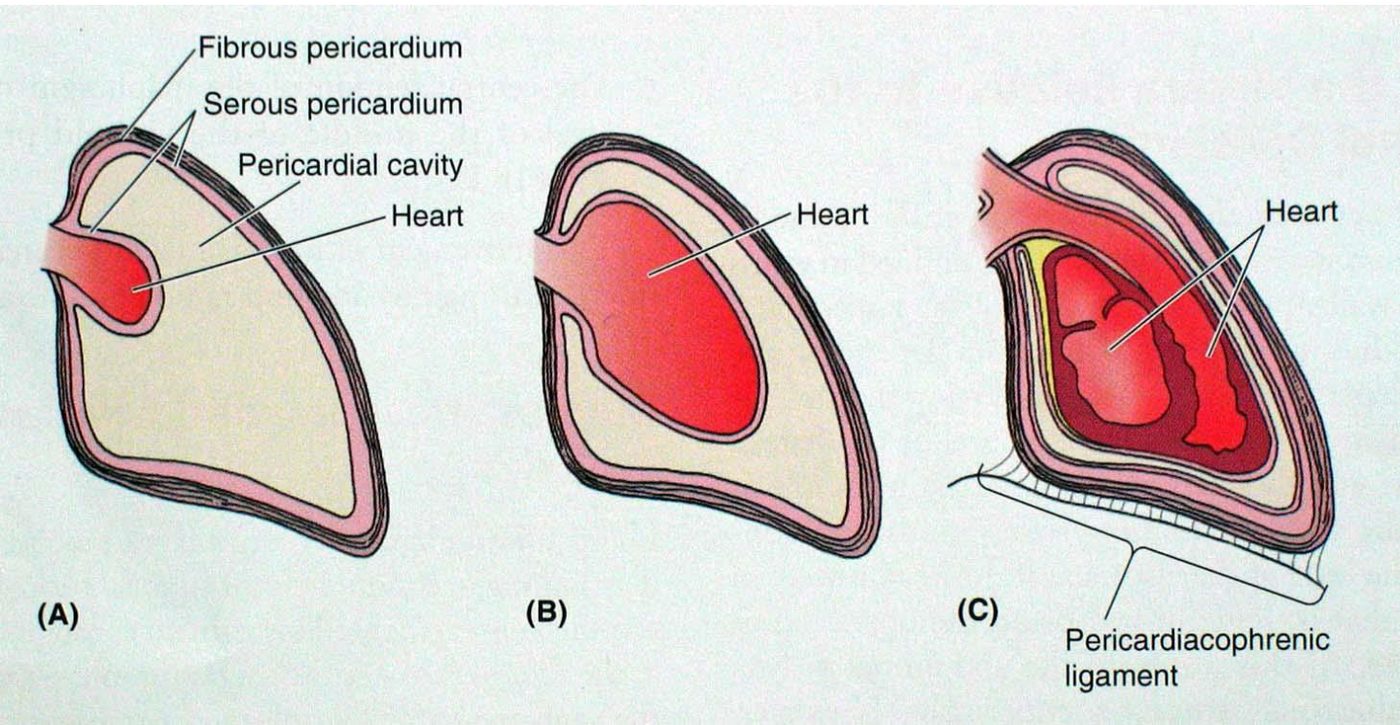 Fibrous pericardium
Serous pericardium
Pericardial cavity
Heart
Heart
Heart
(A)
(B)
(C)
Pericardiacophrenic
ligament